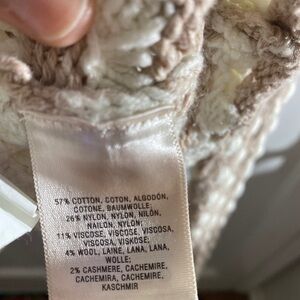 57% COTTON, COTON, ALGODÓN,
COTONE, BAUMWOLLE;
26% NYLON, NYLON, NILÓN,
NAILON, NYLON;
11% VISCOSE, VISCOSE, VISCOSA,
VISCOSA, VISKOSE;
4% WOOL, LAINE, LANA, LANA,
WOLLE;
2% CASHMERE, CACHEMIRE,
CACHEMIRA, CACHEMIRE,
KASCHMIR